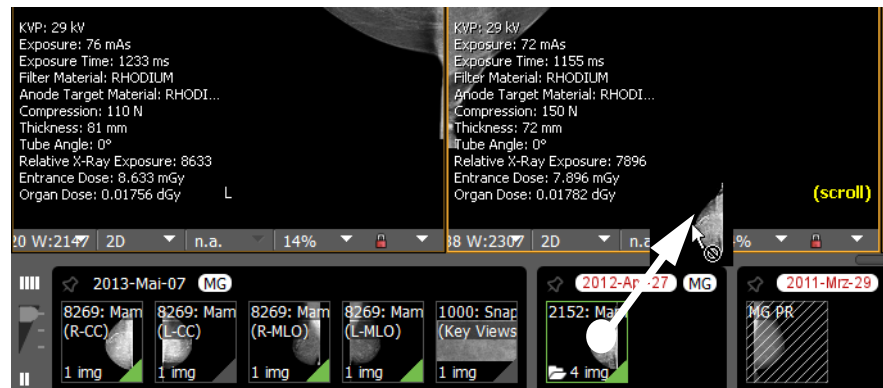 KVP: 29 kV
Exposure: 76 mAs
Exposure Time: 1233 ms
Filter Material: RHODIUM
Anode Target Material: RHODI...
Compression: 110 N
Thickness: 81 mm
Tube Angle: 0°
Relative X-Ray Exposure: 8633
Entrance Dose: 8.633 mGy
Organ Dose: 0.01756 dGy
L
KVP: 29 kV
Exposure: 72 mAs
Exposure Time: 1155 ms
Filter Material: RHODIUM
Anode Target Material: RHODI...
Compression: 150 N
Thickness: 72 mm
Tube Angle: 0°
Relative X-Ray Exposure: 7896
Entrance Dose: 7.896 mGy
Organ Dose: 0.01782 dGy
(scroll)
20 W:2147 2D n.a. 14%
38 W:2307 2D n.a. %
2013-Mai-07 MG
8269: Mam
(R-CC)
1 img
8269: Mam
(L-CC)
1 img
8269: Mam
(R-MLO)
1 img
8269: Mam
(L-MLO)
1 img
1000: Snap
(Key Views
1 img
2012-Ap -27 MG
2152: Ma
4 img
2011-Mrz-29
MG PR